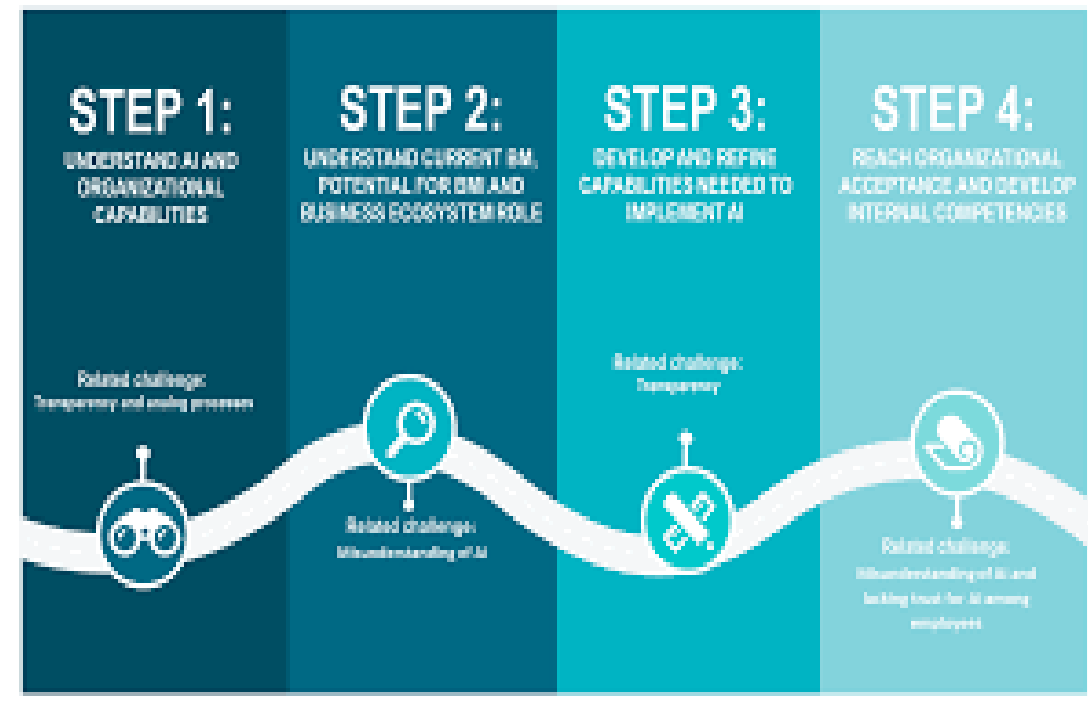 STEP 1:
UNDERSTAND AI AND
ORGANIZATIONAL
CAPABILITIES
Related challenge:
Transparency and analog processes
STEP 2:
UNDERSTAND CURRENT BM,
POTENTIAL FOR BMI AND
BUSINESS ECOSYSTEM ROLE
Related challenge:
Misunderstanding of AI
STEP 3:
DEVELOP AND REFINE
CAPABILITIES NEEDED TO
IMPLEMENT AI
Related challenge:
Transparency
STEP 4:
REACH ORGANIZATIONAL
ACCEPTANCE AND DEVELOP
INTERNAL COMPETENCIES
Related challenge:
Misunderstanding of AI and
lacking trust for AI among
employees